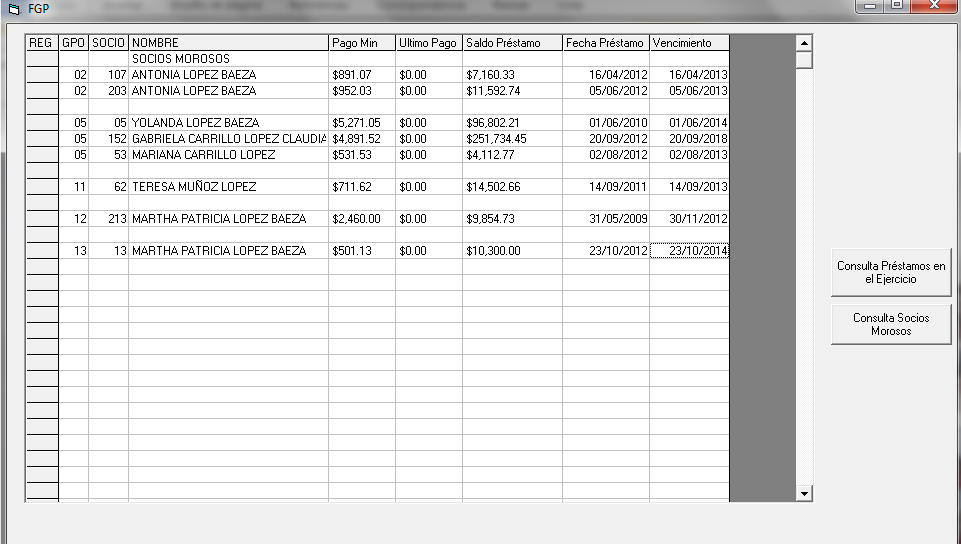 FGP
REG GPO SOCIO NOMBRE Pago Min Ultimo Pago Saldo Préstamo Fecha Préstamo Vencimiento
SOCIOS MOROSOS
02 107 ANTONIA LOPEZ BAEZA $891.07 $0.00 $7,160.33 16/04/2012 16/04/2013
02 203 ANTONIA LOPEZ BAEZA $952.03 $0.00 $11,592.74 05/06/2012 05/06/2013
05 05 YOLANDA LOPEZ BAEZA $5,271.05 $0.00 $96,802.21 01/06/2010 01/06/2014
05 152 GABRIELA CARRILLO LOPEZ CLAUDIA $4,891.52 $0.00 $251,734.45 20/09/2012 20/09/2018
05 53 MARIANA CARRILLO LOPEZ $531.53 $0.00 $4,112.77 02/08/2012 02/08/2013
11 62 TERESA MUÑOZ LOPEZ $711.62 $0.00 $14,502.66 14/09/2011 14/09/2013
12 213 MARTHA PATRICIA LOPEZ BAEZA $2,460.00 $0.00 $9,854.73 31/05/2009 30/11/2012
13 13 MARTHA PATRICIA LOPEZ BAEZA $501.13 $0.00 $10,300.00 23/10/2012 23/10/2014
Consulta Préstamos en
el Ejercicio
Consulta Socios
Morosos